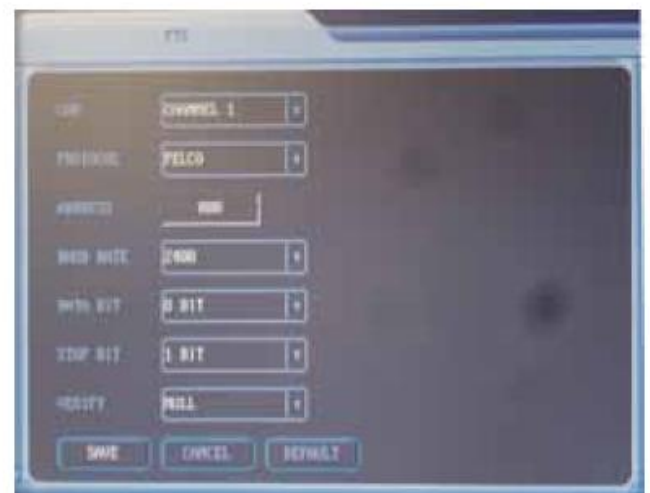 PTZ
CHANNEL 1
PROTOCOL PELCO
ADDRESS
BAUD RATE 2400
DATA BIT 8 BIT
STOP BIT 1 BIT
VERIFY NULL
SAVE CANCEL DEFAULT